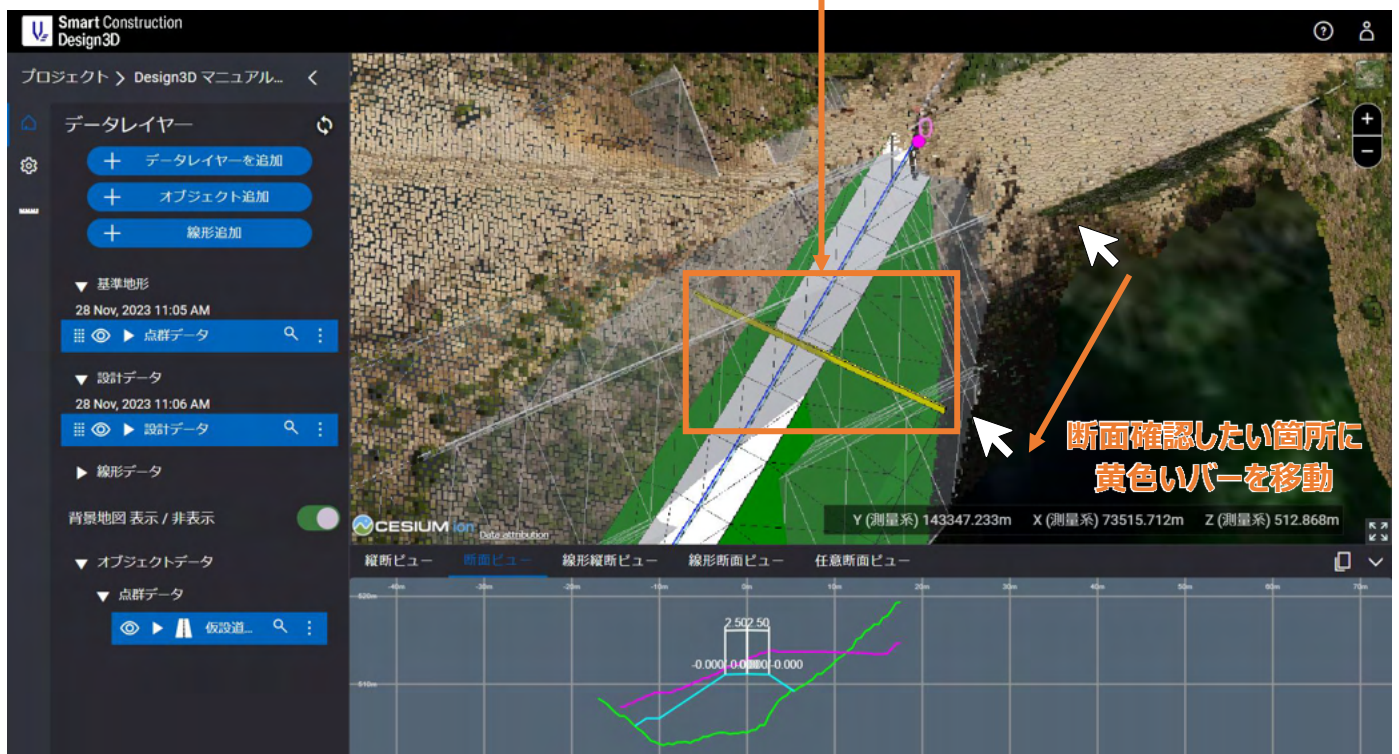 Smart Construction
Design3D
プロジェクト > Design3D マニュアル...
データレイヤー
データレイヤーを追加
オブジェクト追加
線形追加
基準地形
28 Nov, 2023 11:05 AM
点群データ
設計データ
28 Nov, 2023 11:06 AM
設計データ
線形データ
背景地図 表示 / 非表示
オブジェクトデータ
点群データ
仮設道...
0
断面確認したい箇所に
黄色いバーを移動
CESIUM ion
Data attribution
Y (測量系) 143347.233m X (測量系) 73515.712m Z (測量系) 512.868m
縦断ビュー 断面ビュー 線形縦断ビュー 線形断面ビュー 任意断面ビュー
-40m -30m -20m -10m 0m 10m 20m 30m 40m 50m 60m 70m
520m
2.502.50
-0.000 -0.000
510m